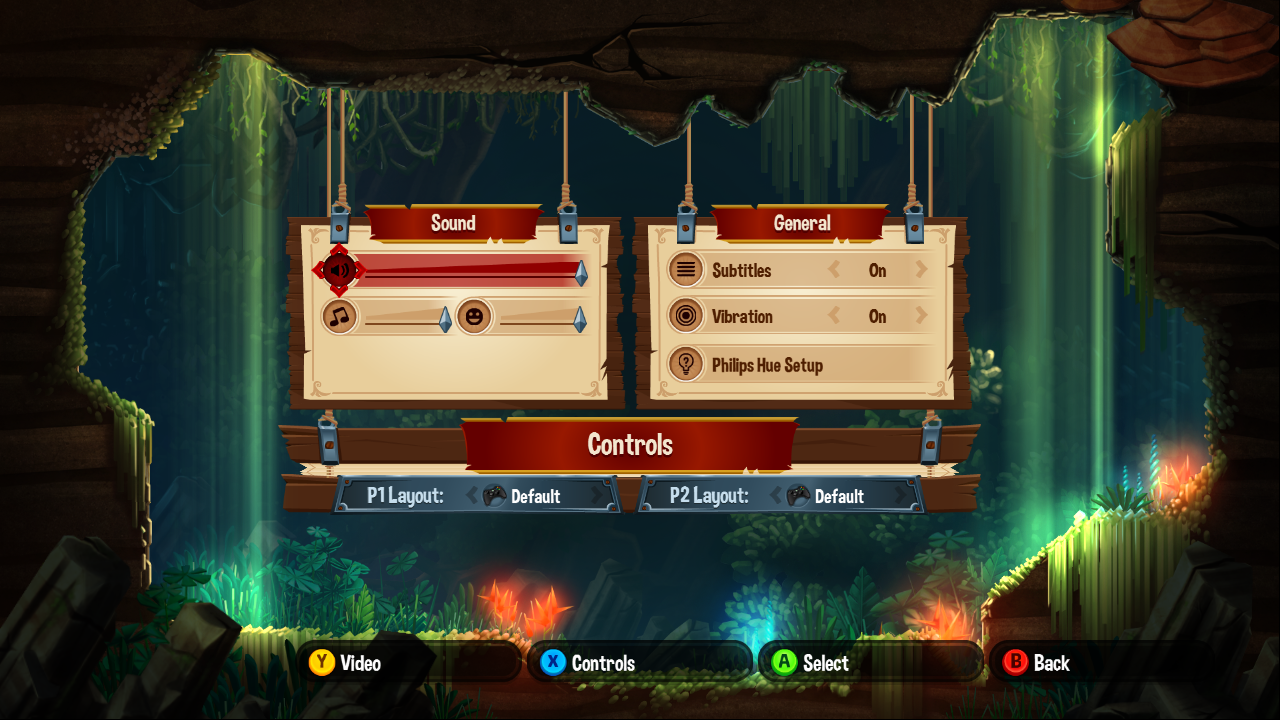 Sound
General
Subtitles On
Vibration On
Philips Hue Setup
Controls
P1 Layout: Default P2 Layout: Default
Y Video X Controls A Select B Back